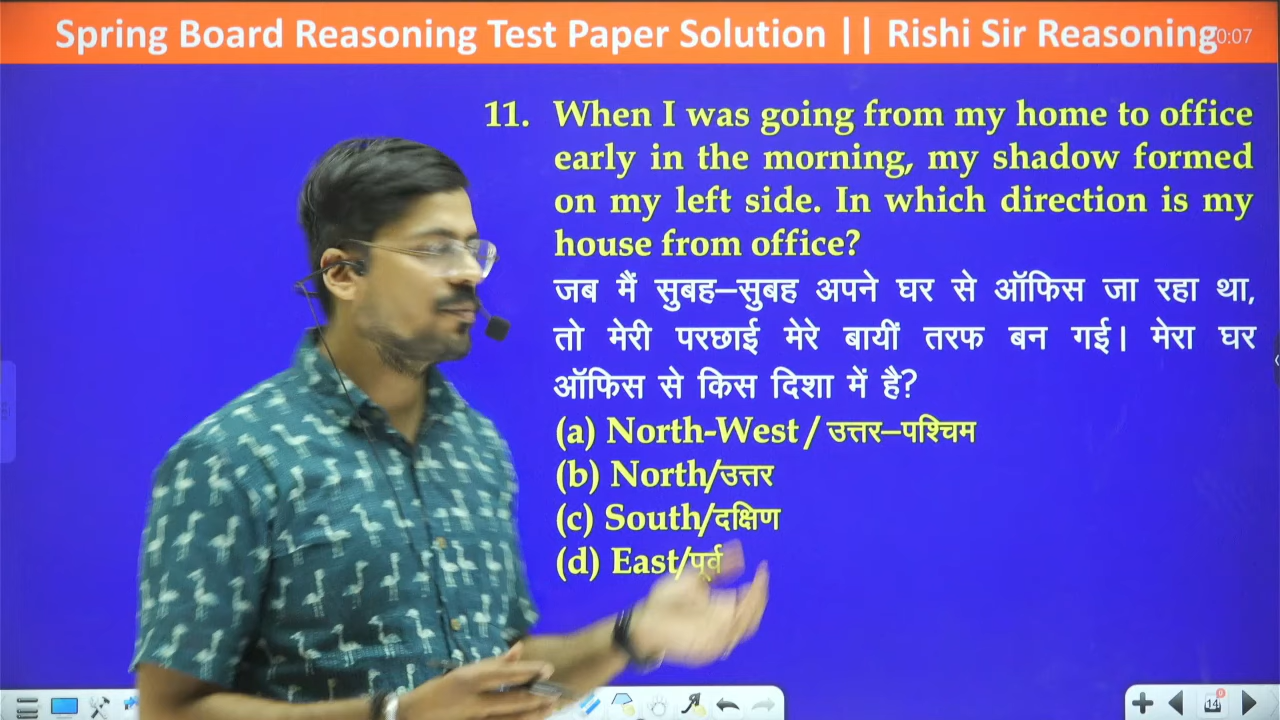 Spring Board Reasoning Test Paper Solution || Rishi Sir Reasoning
0:07
11. When I was going from my home to office
early in the morning, my shadow formed
on my left side. In which direction is my
house from office?
जब मैं सुबह–सुबह अपने घर से ऑफिस जा रहा था,
तो मेरी परछाई मेरे बायीं तरफ बन गई। मेरा घर
ऑफिस से किस दिशा में है?
(a) North-West / उत्तर–पश्चिम
(b) North/उत्तर
(c) South/दक्षिण
(d) East/पूर्व
14